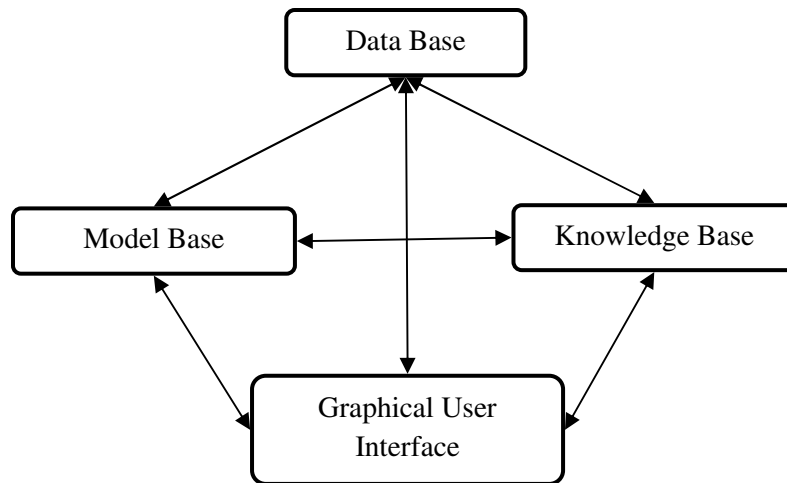 Data Base
Model Base
Knowledge Base
Graphical User
Interface